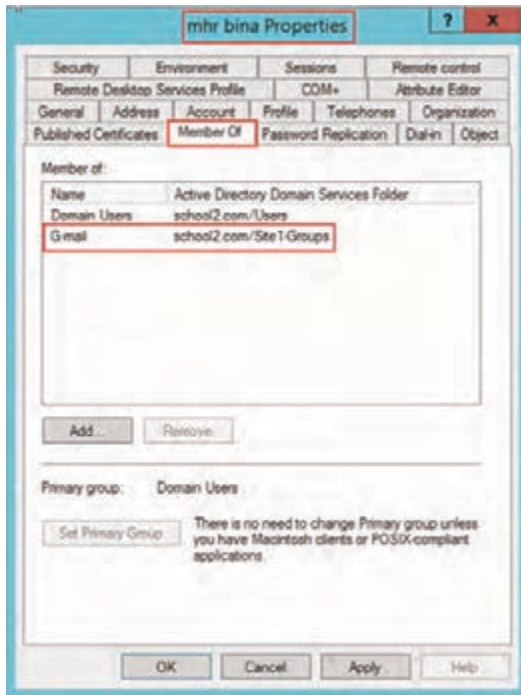 mhr bina Properties
? X
Security Environment Sessions Remote control
Remote Desktop Services Profile COM+ Attribute Editor
General Address Account Profile Telephones Organization
Published Certificates Member Of Password Replication Dial-in Object
Member of:
Name Active Directory Domain Services Folder
Domain Users school2.com/Users
G-mail school2.com/Site1-Groups
Add... Remove
Primary group: Domain Users
Set Primary Group
There is no need to change Primary group unless
you have Macintosh clients or POSIX-compliant
applications.
OK Cancel Apply Help